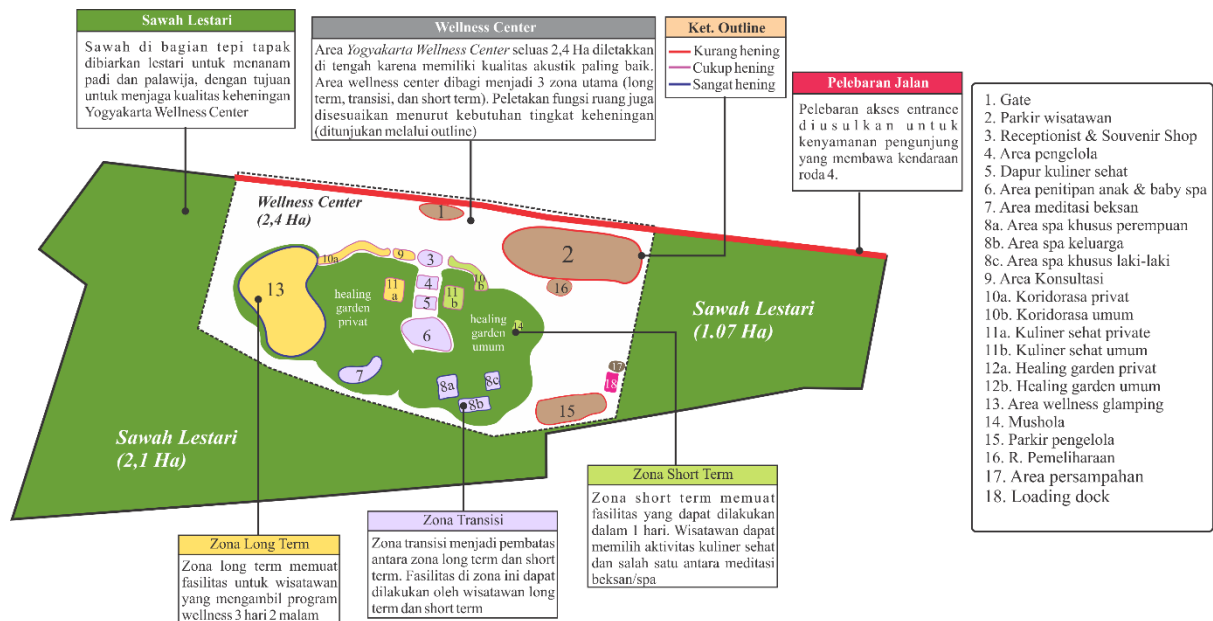 Sawah Lestari
Sawah di bagian tepi tapak
dibiarkan lestari untuk menanam
padi dan palawija, dengan tujuan
untuk menjaga kualitas keheningan
Yogyakarta Wellness Center
Wellness Center
Area Yogyakarta Wellness Center seluas 2,4 Ha diletakkan
di tengah karena memiliki kualitas akustik paling baik.
Area wellness center dibagi menjadi 3 zona utama (long
term, transisi, dan short term). Peletakan fungsi ruang juga
disesuaikan menurut kebutuhan tingkat keheningan
(ditunjukan melalui outline)
Ket. Outline
Kurang hening
Cukup hening
Sangat hening
Pelebaran Jalan
Pelebaran akses entrance
diusulkan untuk
kenyamanan pengunjung
yang membawa kendaraan
roda 4.
1. Gate
2. Parkir wisatawan
3. Receptionist & Souvenir Shop
4. Area pengelola
5. Dapur kuliner sehat
6. Area penitipan anak & baby spa
7. Area meditasi beksan
8a. Area spa khusus perempuan
8b. Area spa keluarga
8c. Area spa khusus laki-laki
9. Area Konsultasi
10a. Koridorasa privat
10b. Koridorasa umum
11a. Kuliner sehat private
11b. Kuliner sehat umum
12a. Healing garden privat
12b. Healing garden umum
13. Area wellness glamping
14. Mushola
15. Parkir pengelola
16. R. Pemeliharaan
17. Area persampahan
18. Loading dock
Wellness Center
(2,4 Ha)
1
2
3
4
5
6
7
8a
8b
8c
9
10a
10
b
11
a
11
b
13
14
15
16
17
18
healing
garden
privat
healing
garden
umum
Sawah Lestari
(1.07 Ha)
Sawah Lestari
(2,1 Ha)
Zona Long Term
Zona long term memuat
fasilitas untuk wisatawan
yang mengambil program
wellness 3 hari 2 malam
Zona Transisi
Zona transisi menjadi pembatas
antara zona long term dan short
term. Fasilitas di zona ini dapat
dilakukan oleh wisatawan long
term dan short term
Zona Short Term
Zona short term memuat
fasilitas yang dapat dilakukan
dalam 1 hari. Wisatawan dapat
memilih aktivitas kuliner sehat
dan salah satu antara meditasi
beksan/spa